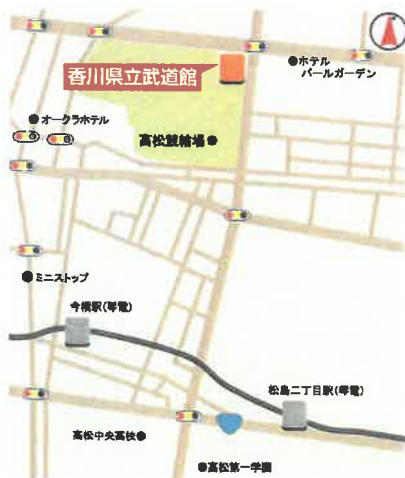 ホテル
パールガーデン
香川県立武道館
オークラホテル
高松競輪場
ミニストップ
今橋駅(琴電)
松島二丁目駅(琴電)
高松中央高校
高松第一学園